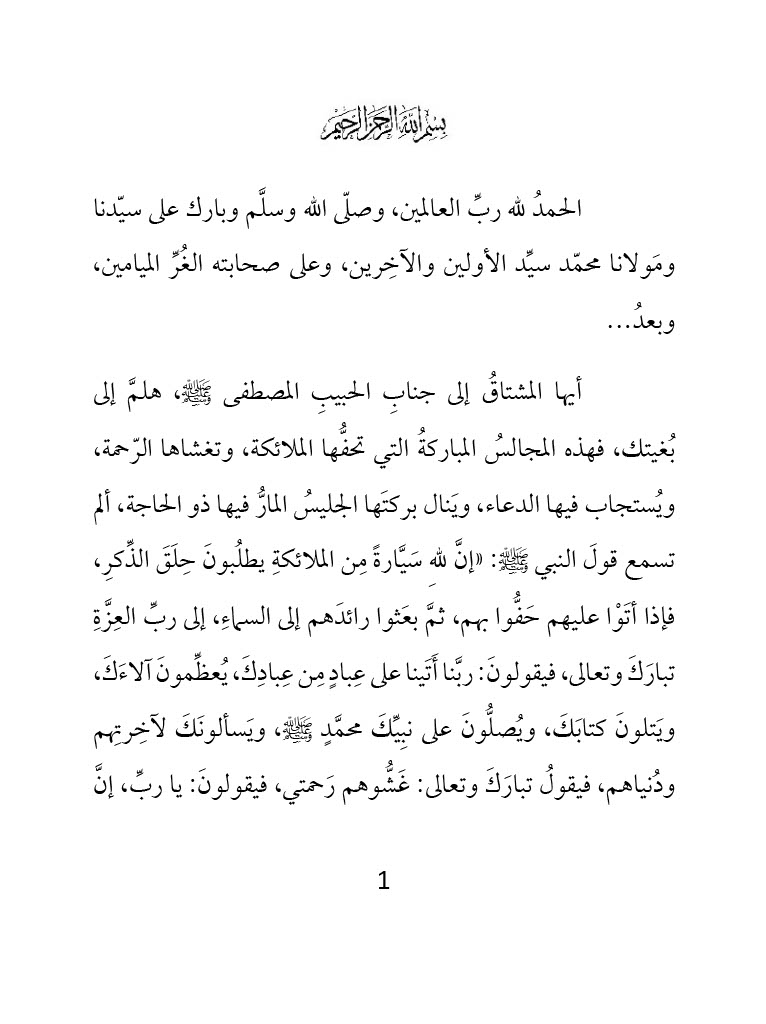 بِسْمِ اللهِ الرَّحْمٰنِ الرَّحِيْمِ
الحمدُ لله ربِّ العالمين، وصلّى الله وسلَّم وبارك على سيّدنا
ومَولانا محمّد سيِّد الأولين والآخِرين، وعلى صحابته الغُرِّ الميامين،
وبعدُ...
أيها المشتاقُ إلى جنابِ الحبيبِ المصطفى ﷺ، هلمَّ إلى
بُغيتك، فهذه المجالسُ المباركةُ التي تحفُّها الملائكة، وتغشاها الرّحمة،
ويُستجاب فيها الدعاء، ويَنال بركتَها الجليسُ المارُّ فيها ذو الحاجة، ألم
تسمع قولَ النبي ﷺ: «إنَّ للهِ سَيَّارةً مِن الملائكةِ يطلُبونَ حِلَقَ الذِّكرِ،
فإذا أتَوْا عليهم حَفُّوا بهم، ثمَّ بعَثوا رائدَهم إلى السماءِ، إلى ربِّ العِزَّةِ
تبارَكَ وتعالى، فيقولونَ: ربَّنا أَتَينا على عِبادٍ مِن عِبادِكَ، يُعظِّمونَ آلاءَكَ،
ويَتلونَ كتابَكَ، ويُصلُّونَ على نبِيِّكَ محمَّدٍ ﷺ، ويَسألونَكَ لآخِرتِهم
ودُنياهم، فيقولُ تبارَكَ وتعالى: غَشُّوهم رَحمتي، فيقولونَ: يا ربِّ، إنَّ
1